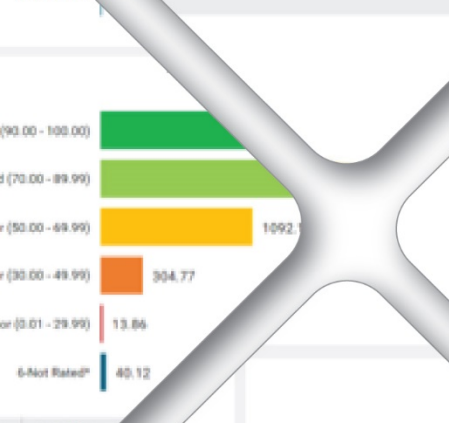 (90.00 - 100.00)
(70.00 - 89.99)
(50.00 - 69.99) 1092.
(30.00 - 49.99) 304.77
(0.01 - 29.99) 13.86
6-Not Rated* 40.12